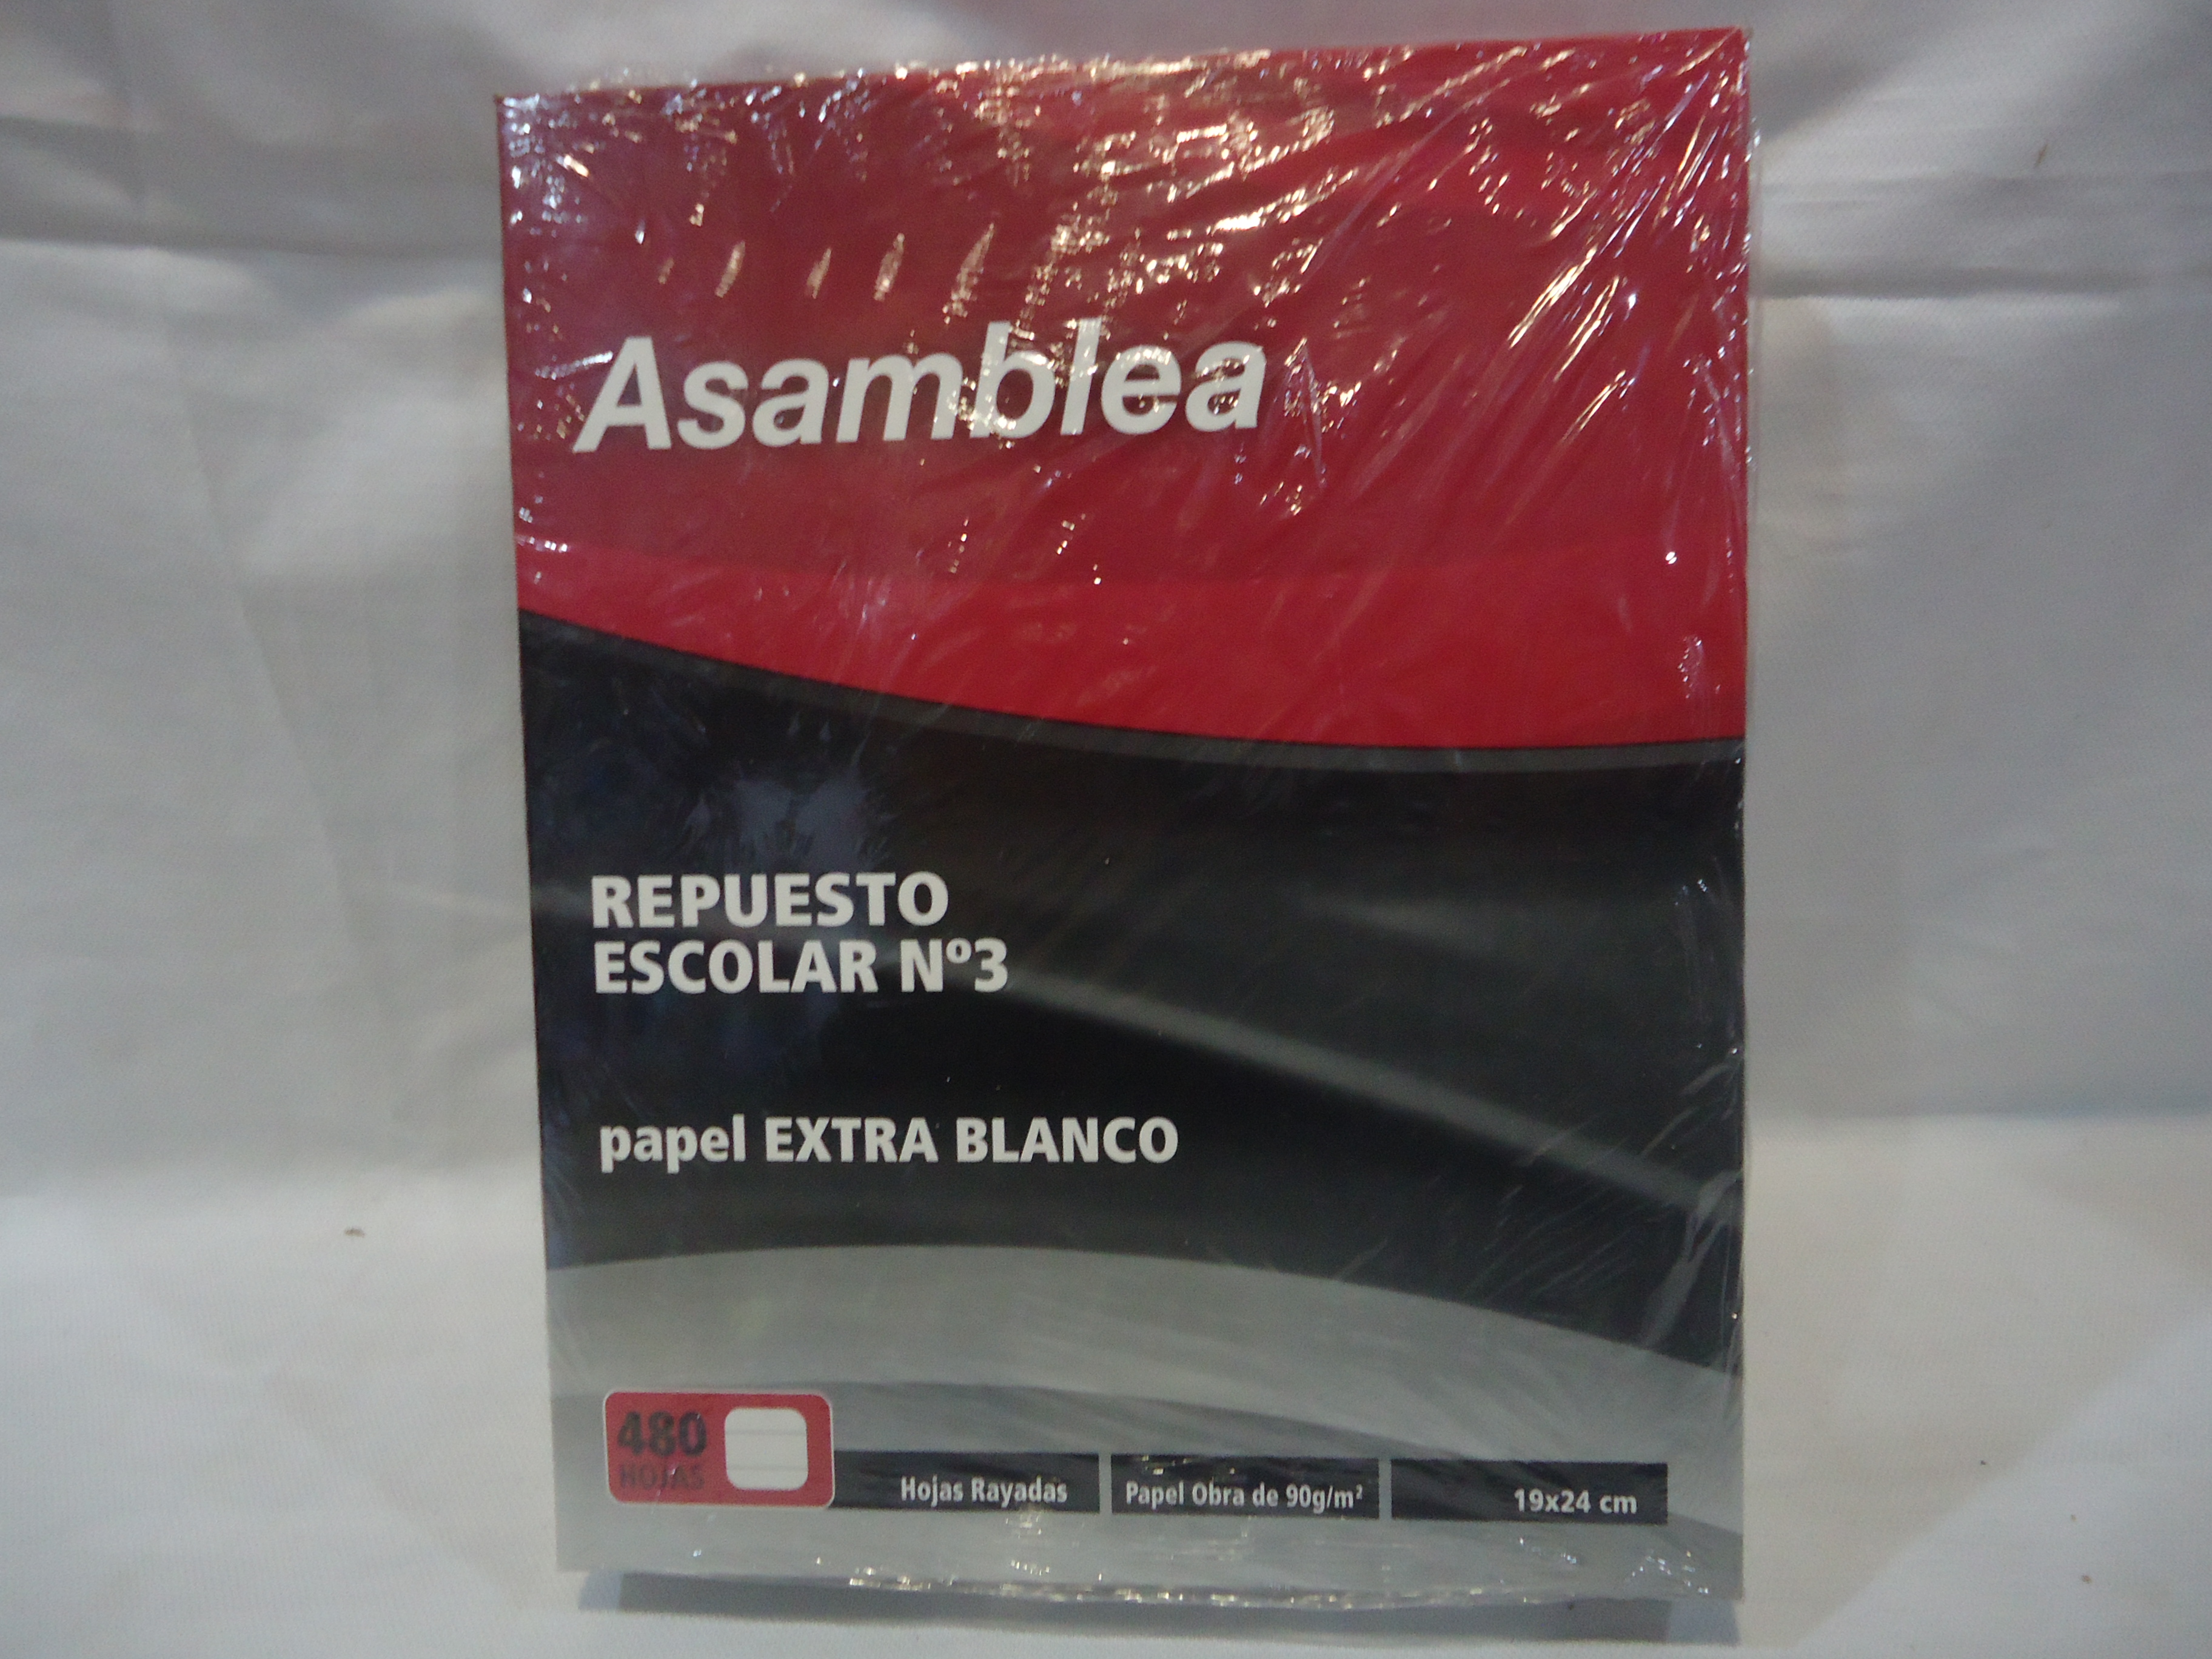 Asamblea
REPUESTO
ESCOLAR Nº3
papel EXTRA BLANCO
480
HOJAS
Hojas Rayadas
Papel Obra de 90g/m²
19x24 cm